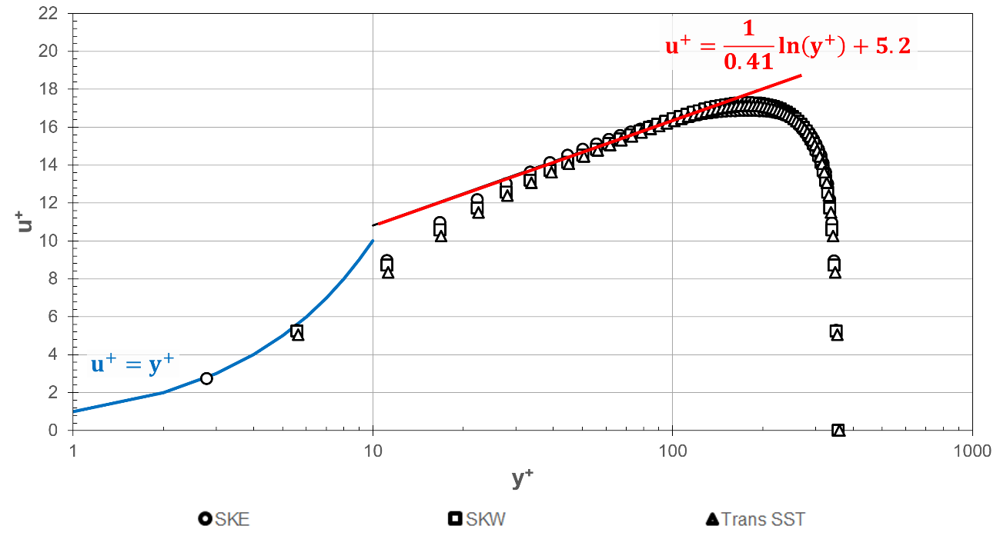 22
20
18
16
14
12
10
8
6
4
2
0
u⁺
u⁺ = 1/0.41 ln(y⁺) + 5.2
u⁺ = y⁺
1 10 100 1000
y⁺
SKE SKW Trans SST